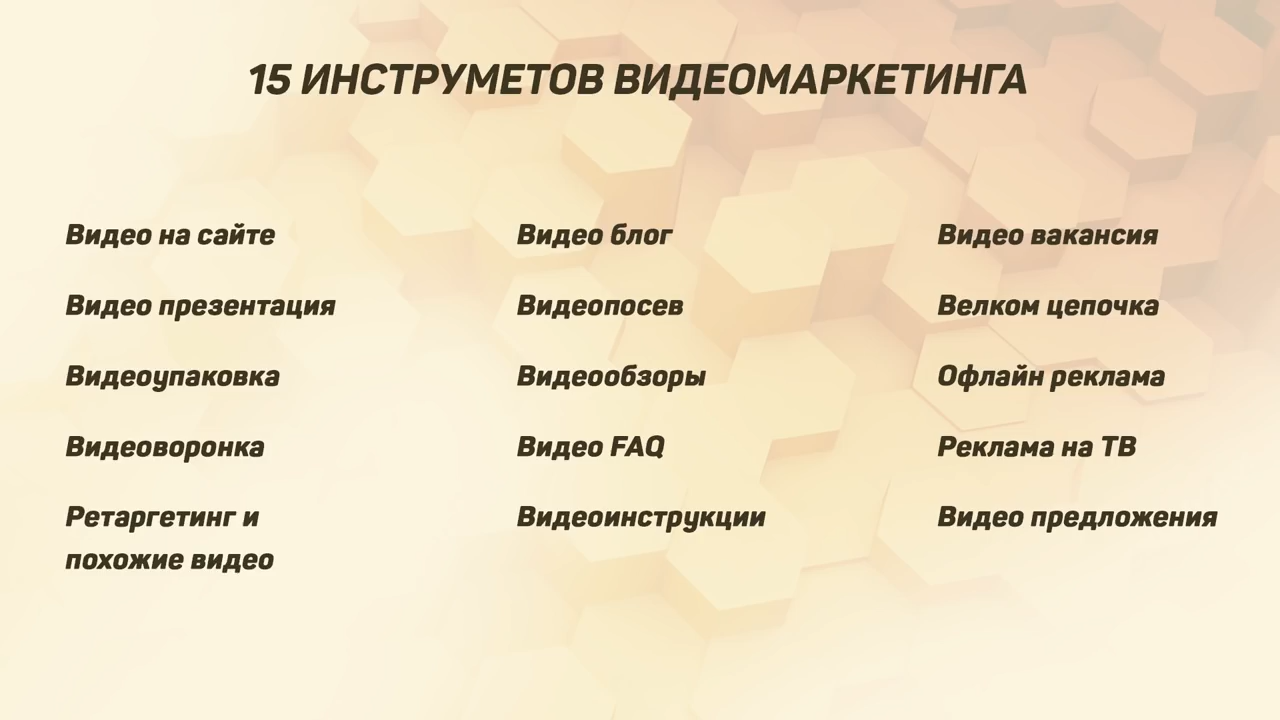 15 ИНСТРУМЕТОВ ВИДЕОМАРКЕТИНГА
Видео на сайте
Видео презентация
Видеоупаковка
Видеоворонка
Ретаргетинг и
похожие видео
Видео блог
Видеопосев
Видеообзоры
Видео FAQ
Видеоинструкции
Видео вакансия
Велком цепочка
Офлайн реклама
Реклама на ТВ
Видео предложения